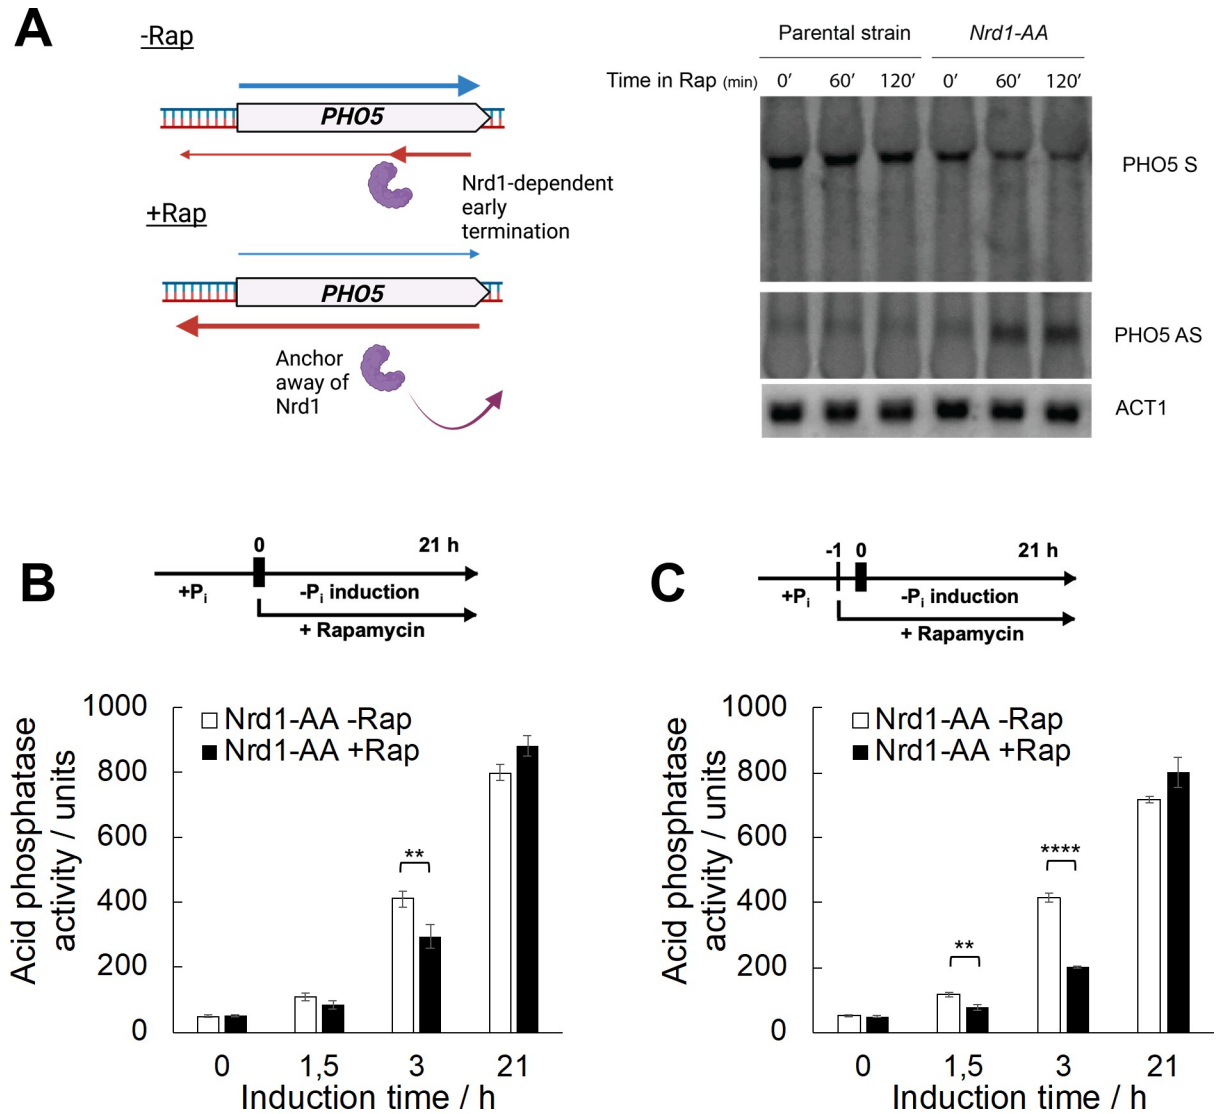 A
-Rap
PHO5
Nrd1-dependent
early
termination
+Rap
PHO5
Anchor
away of
Nrd1
Parental strain Nrd1-AA
Time in Rap (min) 0’ 60’ 120’ 0’ 60’ 120’
PHO5 S
PHO5 AS
ACT1
B
0 21 h
+Pi -Pi induction
+ Rapamycin
Acid phosphatase
activity / units
1000
800
600
400
200
0
Nrd1-AA -Rap
Nrd1-AA +Rap
**
0 1,5 3 21
Induction time / h
C
-1 0 21 h
+Pi -Pi induction
+ Rapamycin
Acid phosphatase
activity / units
1000
800
600
400
200
0
Nrd1-AA -Rap
Nrd1-AA +Rap
**
****
0 1,5 3 21
Induction time / h